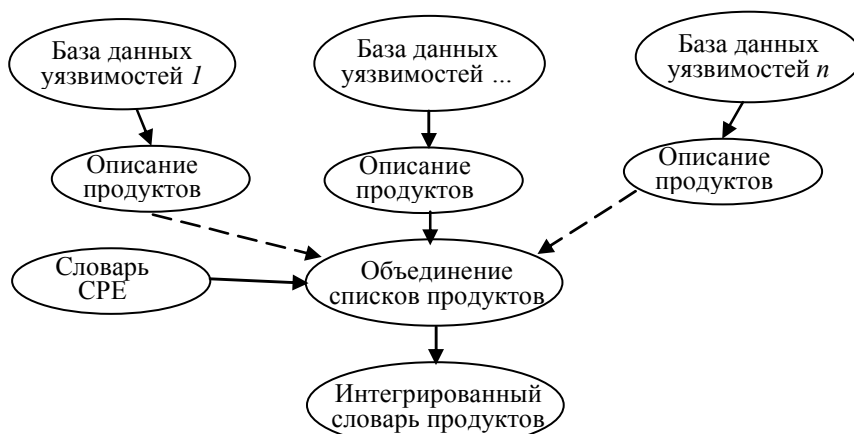 База данных
уязвимостей 1
База данных
уязвимостей ...
База данных
уязвимостей n
Описание
продуктов
Описание
продуктов
Описание
продуктов
Словарь
CPE
Объединение
списков продуктов
Интегрированный
словарь продуктов